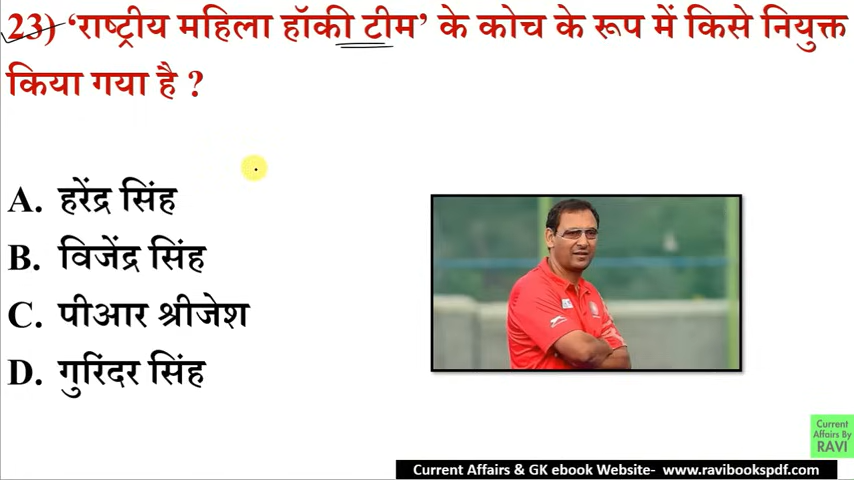 23) ‘राष्ट्रीय महिला हॉकी टीम’ के कोच के रूप में किसे नियुक्त
किया गया है ?
A. हरेंद्र सिंह
B. विजेंद्र सिंह
C. पीआर श्रीजेश
D. गुरिंदर सिंह
Current
Affairs By
RAVI
Current Affairs & GK ebook Website- www.ravibookspdf.com